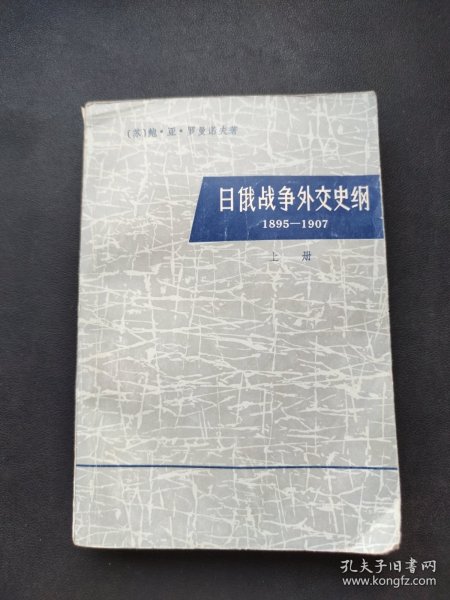 (苏)鲍·亚·罗曼诺夫著
日俄战争外交史纲
1895—1907
上 册
孔夫子旧书网
www.kongfz.com